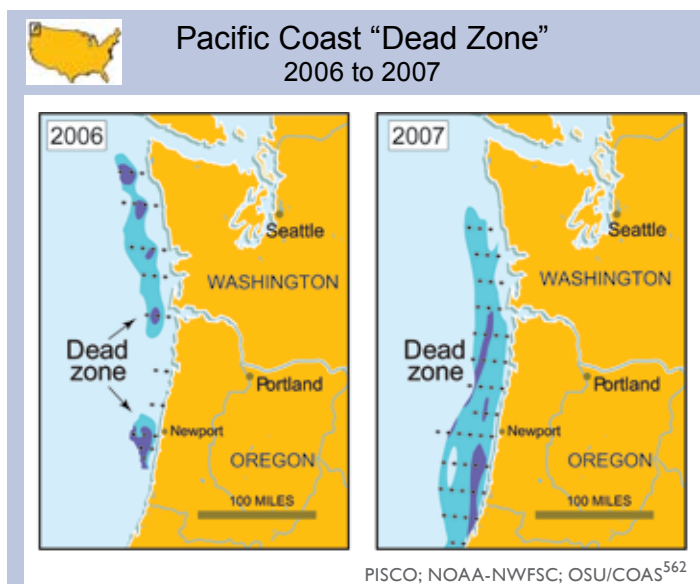 Pacific Coast “Dead Zone”
2006 to 2007
2006
Seattle
WASHINGTON
Dead
zone
Portland
Newport
OREGON
100 MILES
2007
Seattle
WASHINGTON
Dead
zone
Portland
Newport
OREGON
100 MILES
PISCO; NOAA-NWFSC; OSU/COAS562